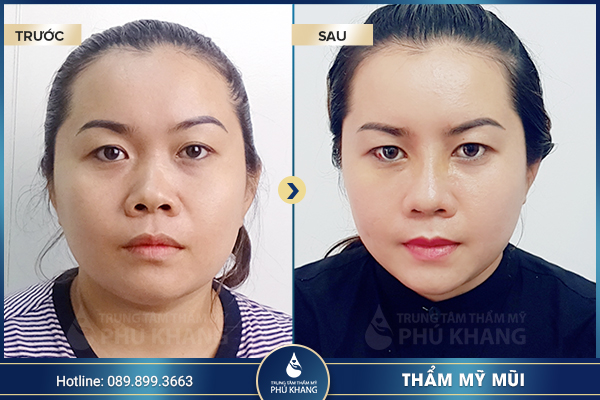 TRƯỚC
SAU
TRUNG TÂM THẨM MỸ
PHÚ KHANG
TRUNG TÂM THẨM MỸ
PHÚ KHANG
Hotline: 089.899.3663
TRUNG TÂM THẨM MỸ
PHÚ KHANG
THẨM MỸ MŨI